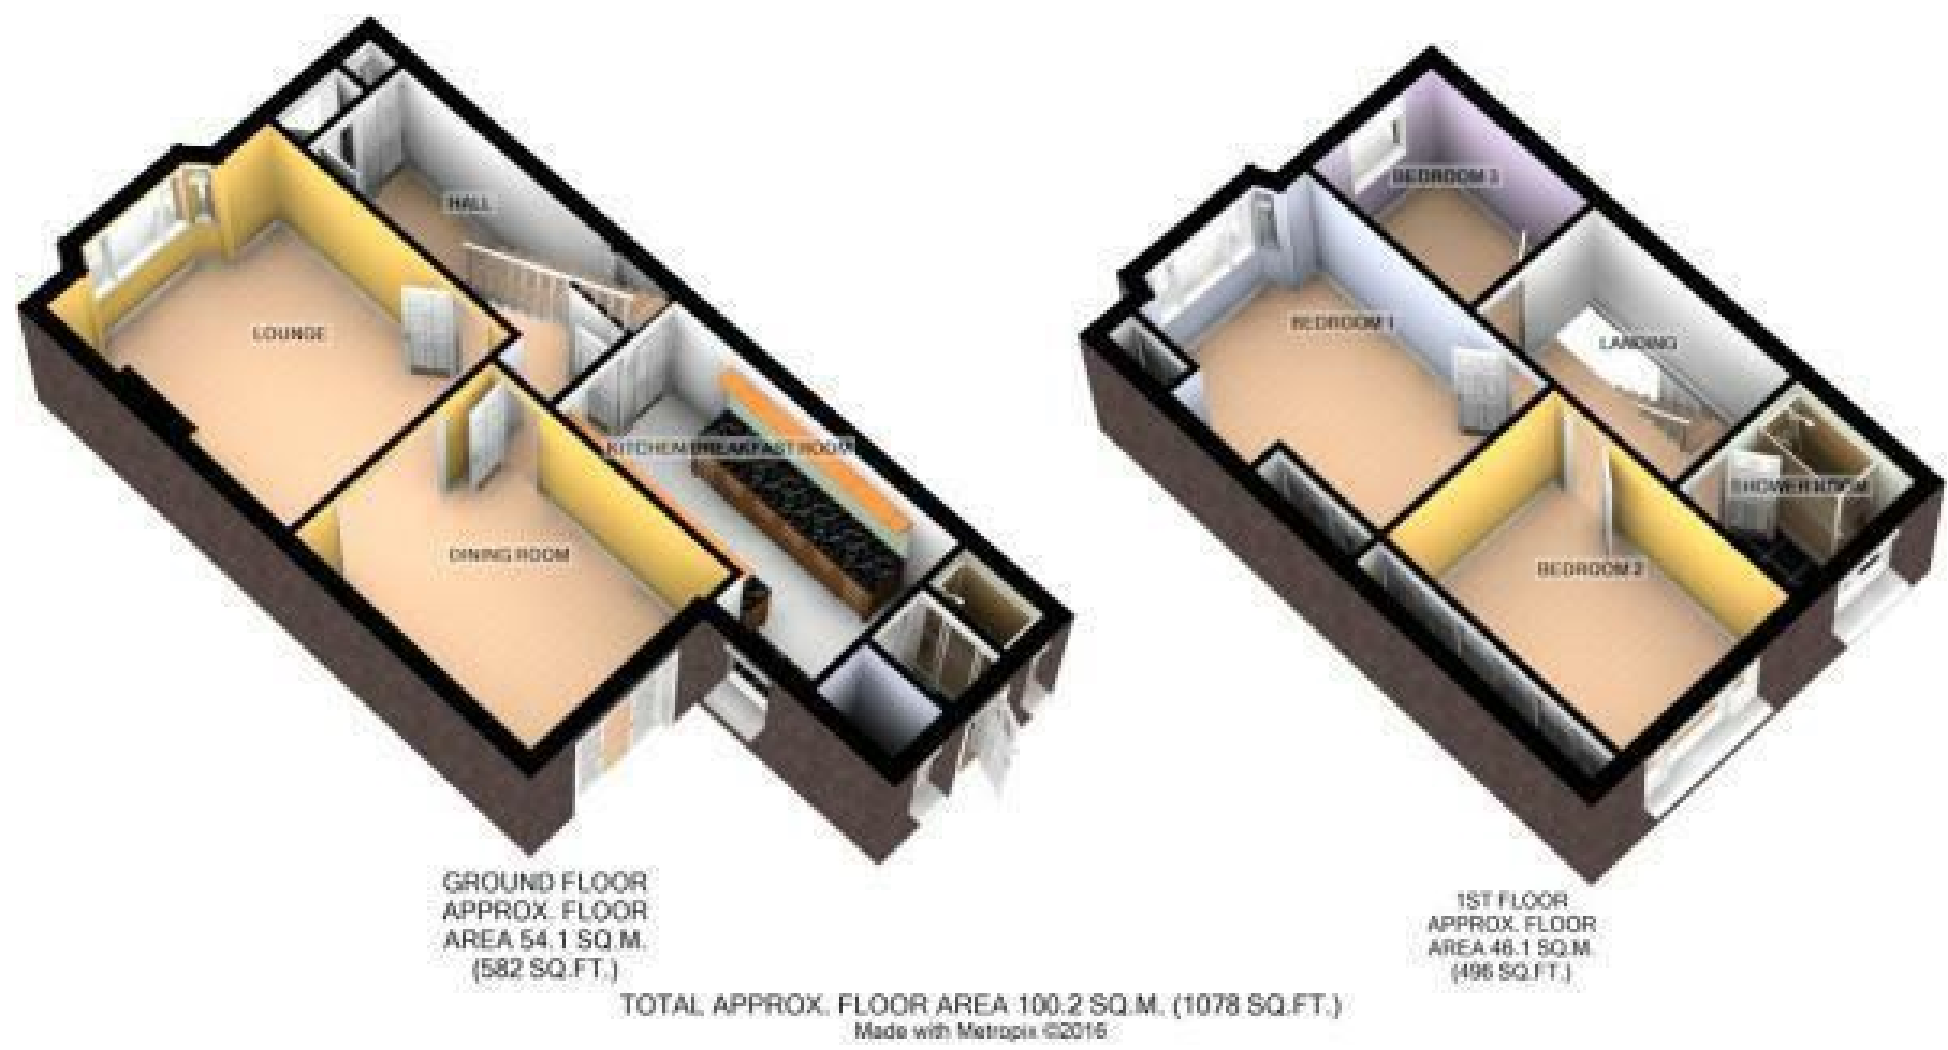 HALL
LOUNGE
KITCHEN/BREAKFAST ROOM
DINING ROOM
BEDROOM 3
BEDROOM 1
LANDING
SHOWER ROOM
BEDROOM 2
GROUND FLOOR
APPROX. FLOOR
AREA 54.1 SQ.M.
(582 SQ.FT.)
1ST FLOOR
APPROX. FLOOR
AREA 46.1 SQ.M.
(496 SQ.FT.)
TOTAL APPROX. FLOOR AREA 100.2 SQ.M. (1078 SQ.FT.)
Made with Metropix ©2016